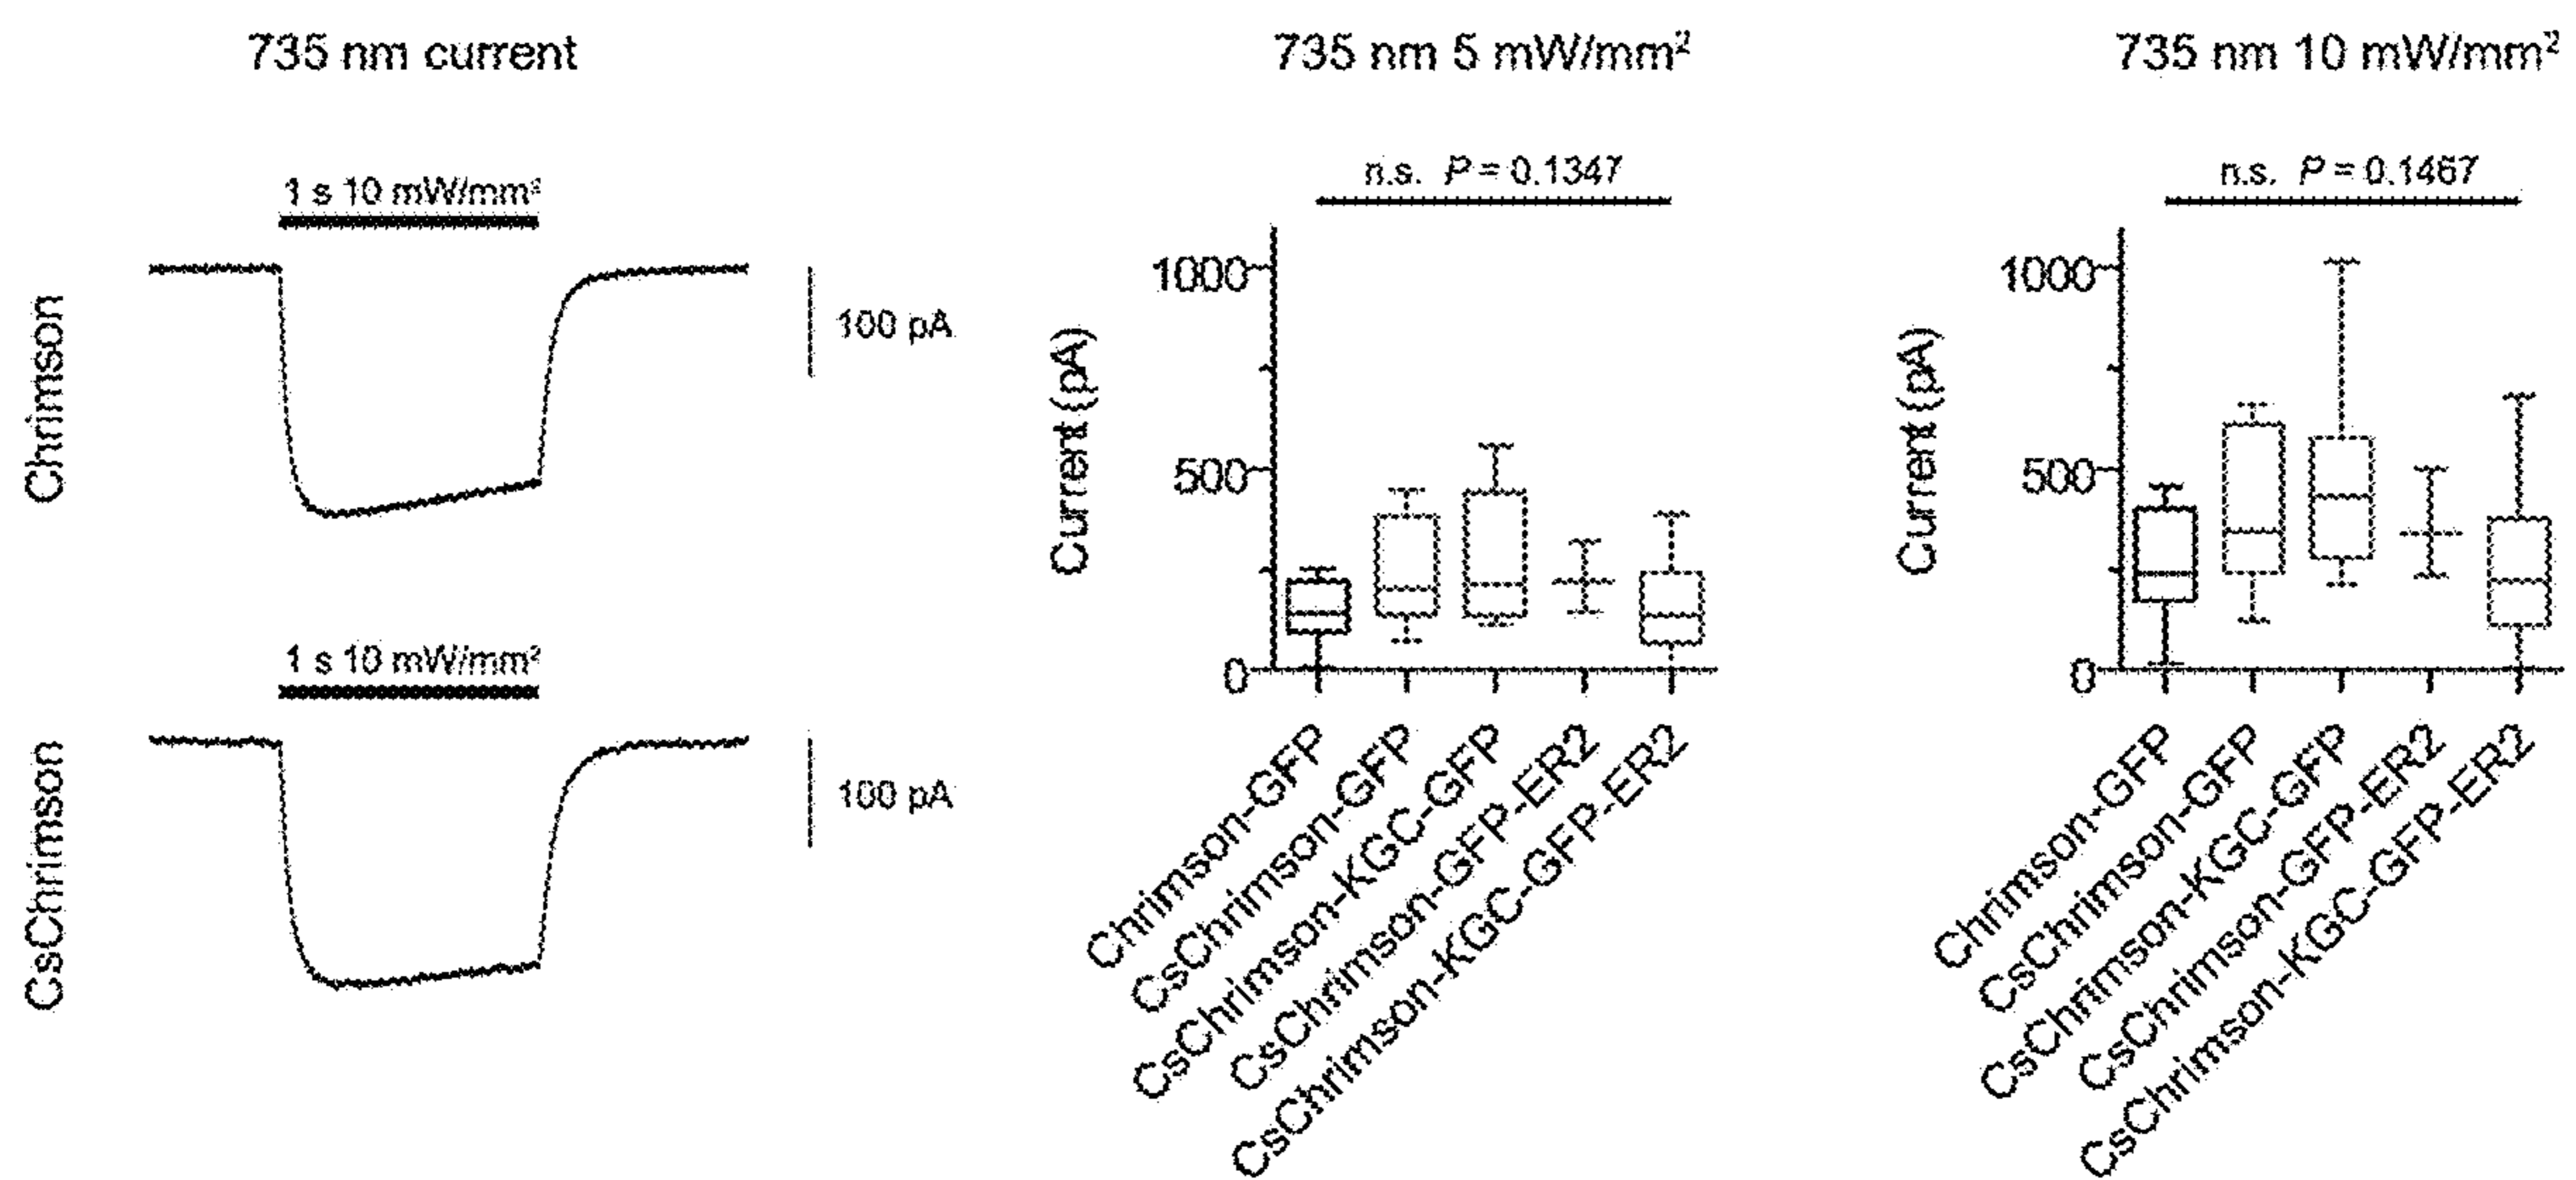 735 nm current
Chrimson
1 s 10 mW/mm²
100 pA
CsChrimson
1 s 10 mW/mm²
100 pA
735 nm 5 mW/mm²
n.s. P = 0.1347
Current (pA)
1000
500
0
Chrimson-GFP
CsChrimson-GFP
CsChrimson-KGC-GFP
CsChrimson-GFP-ER2
CsChrimson-KGC-GFP-ER2
735 nm 10 mW/mm²
n.s. P = 0.1467
Current (pA)
1000
500
0
Chrimson-GFP
CsChrimson-GFP
CsChrimson-KGC-GFP
CsChrimson-GFP-ER2
CsChrimson-KGC-GFP-ER2